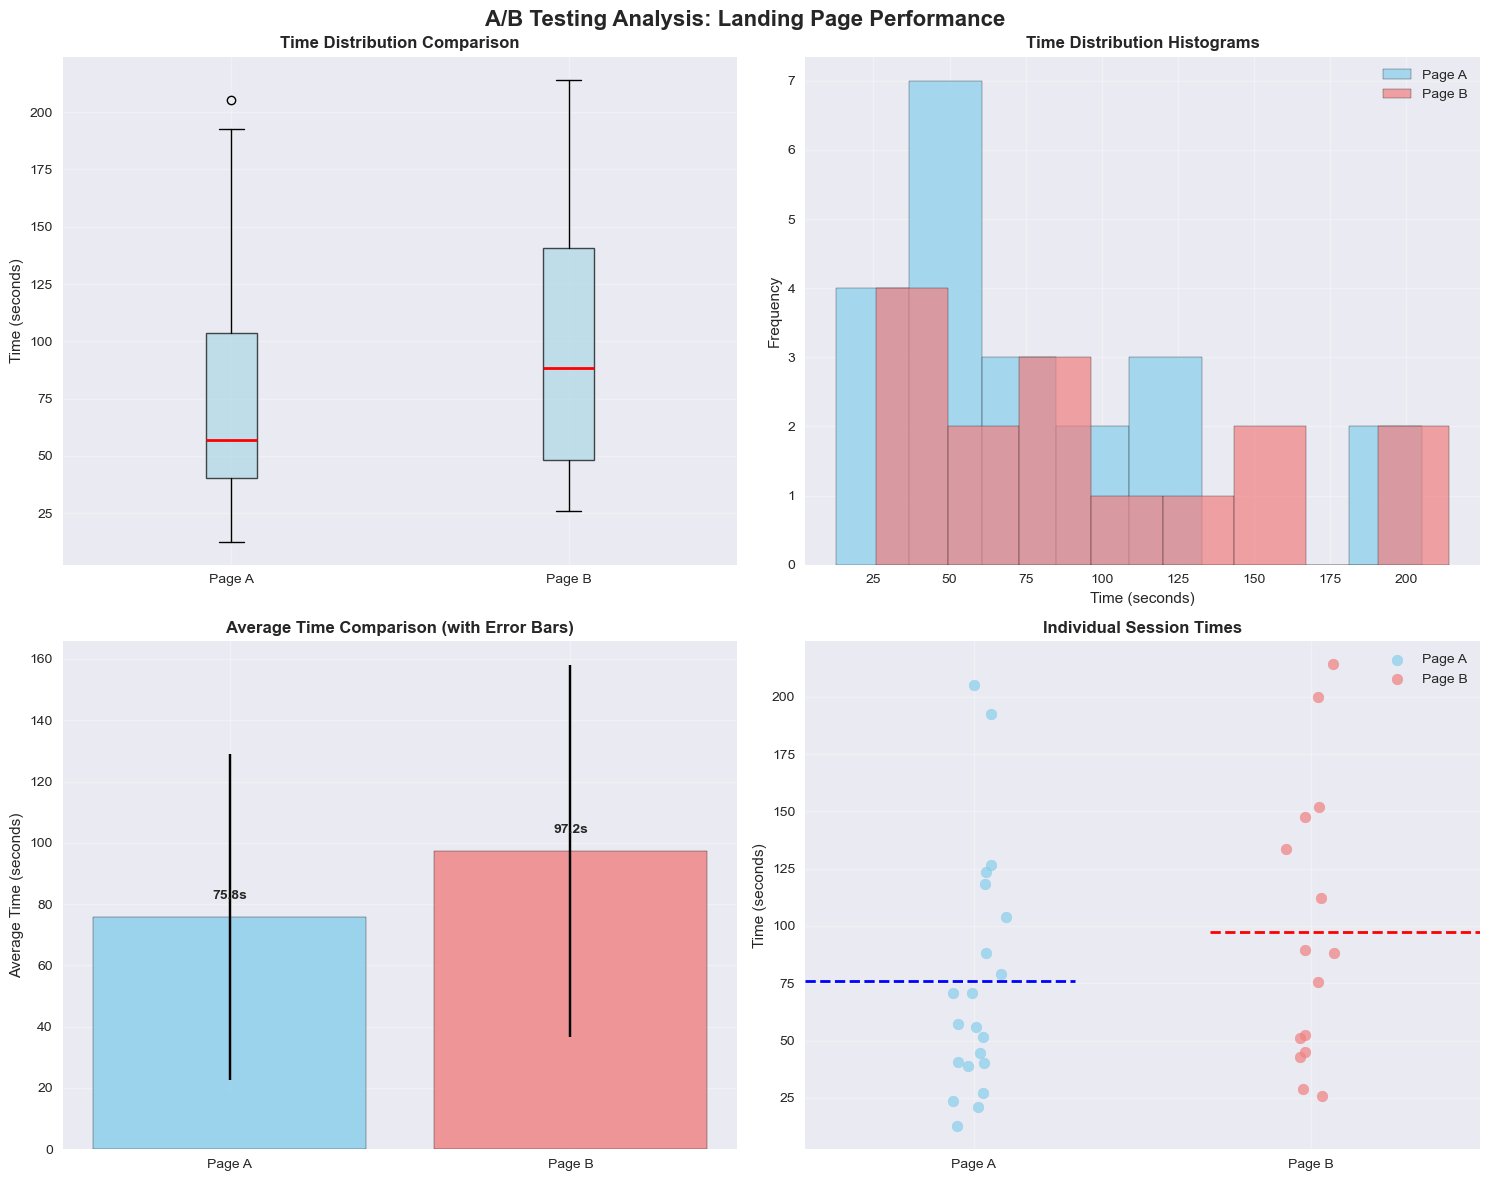 A/B Testing Analysis: Landing Page Performance
Time Distribution Comparison
Time (seconds)
200
175
150
125
100
75
50
25
Page A
Page B
Time Distribution Histograms
Page A
Page B
Frequency
7
6
5
4
3
2
1
0
25
50
75
100
125
150
175
200
Time (seconds)
Average Time Comparison (with Error Bars)
Average Time (seconds)
160
140
120
100
80
60
40
20
0
75.8s
97.2s
Page A
Page B
Individual Session Times
Page A
Page B
Time (seconds)
200
175
150
125
100
75
50
25
Page A
Page B